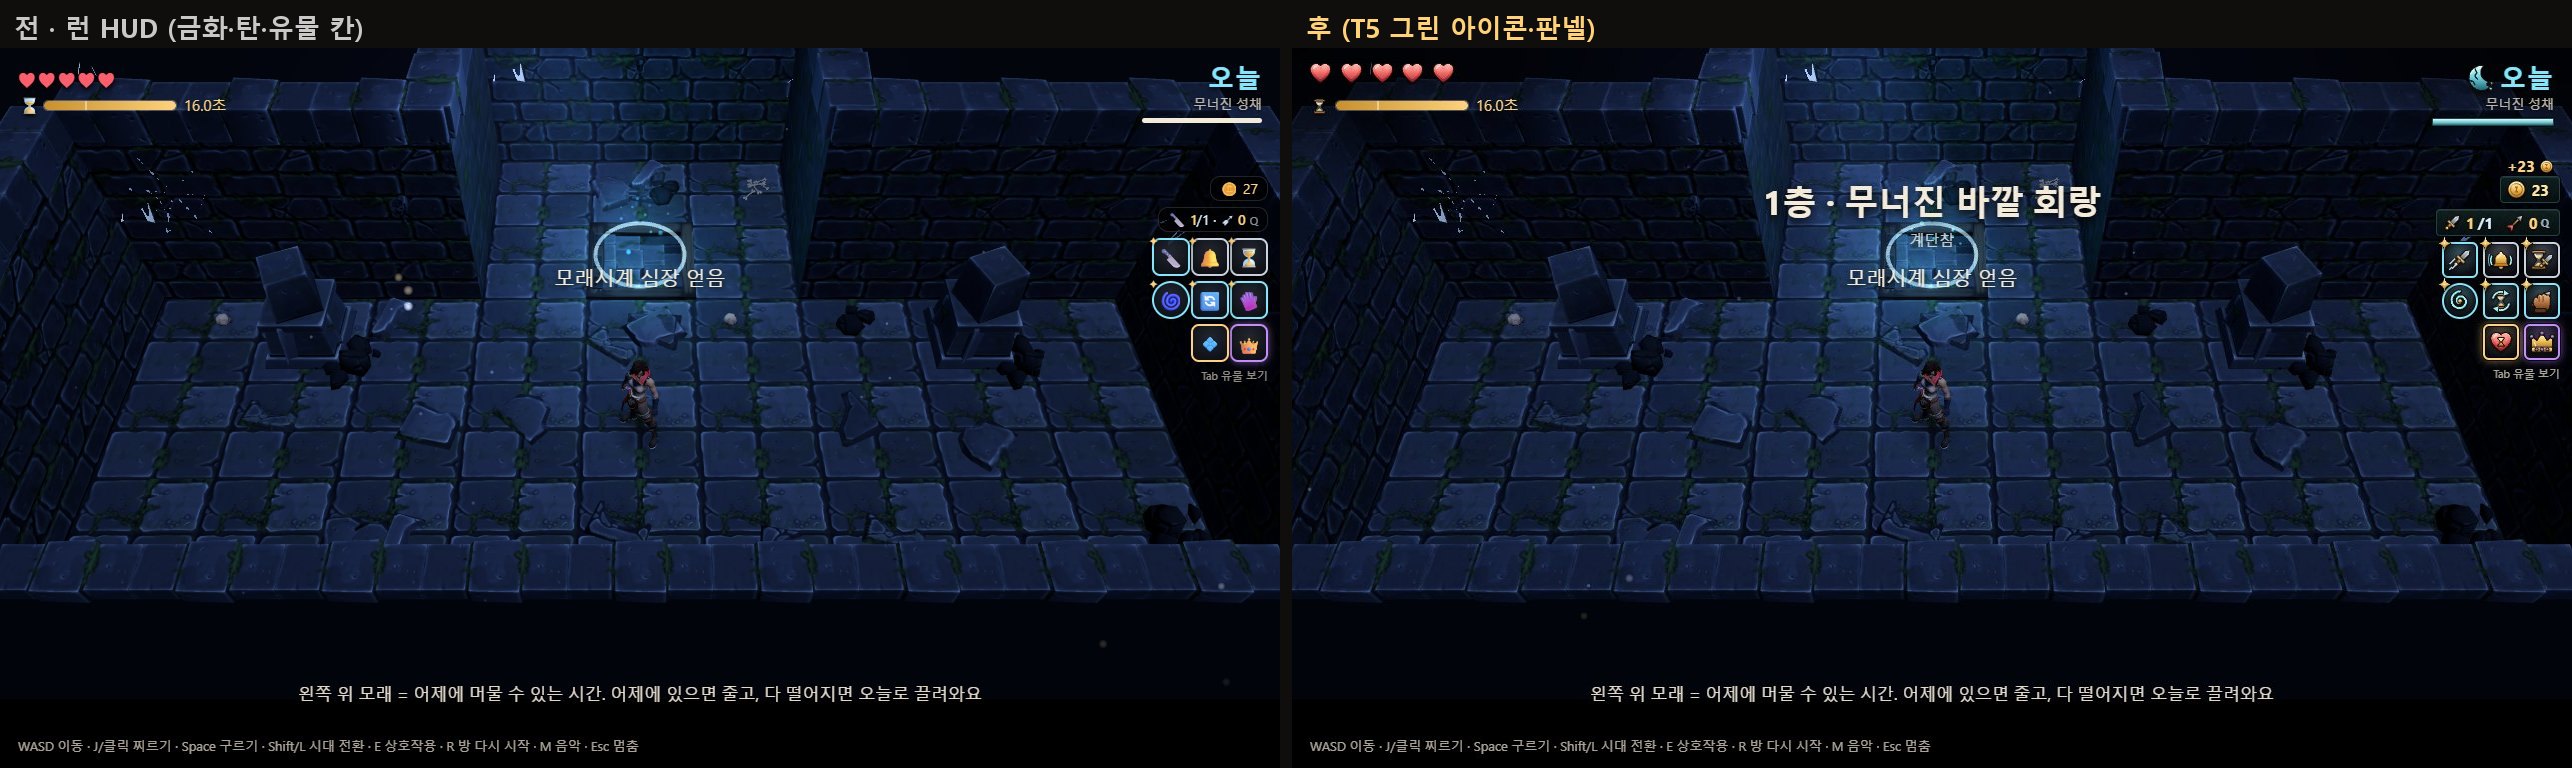 전 · 런 HUD (금화·탄·유물 칸)
오늘
16.0초
무너진 성채
27
1/1 · 0 Q
모래시계 심장 얻음
Tab 유물 보기
왼쪽 위 모래 = 어제에 머물 수 있는 시간. 어제에 있으면 줄고, 다 떨어지면 오늘로 끌려와요
WASD 이동 · J/클릭 찌르기 · Space 구르기 · Shift/L 시대 전환 · E 상호작용 · R 방 다시 시작 · M 음악 · Esc 멈춤
후 (T5 그린 아이콘·판넬)
오늘
16.0초
무너진 성채
+23
23
1층 · 무너진 바깥 회랑
1/1 0 Q
계단참
모래시계 심장 얻음
Tab 유물 보기
왼쪽 위 모래 = 어제에 머물 수 있는 시간. 어제에 있으면 줄고, 다 떨어지면 오늘로 끌려와요
WASD 이동 · J/클릭 찌르기 · Space 구르기 · Shift/L 시대 전환 · E 상호작용 · R 방 다시 시작 · M 음악 · Esc 멈춤